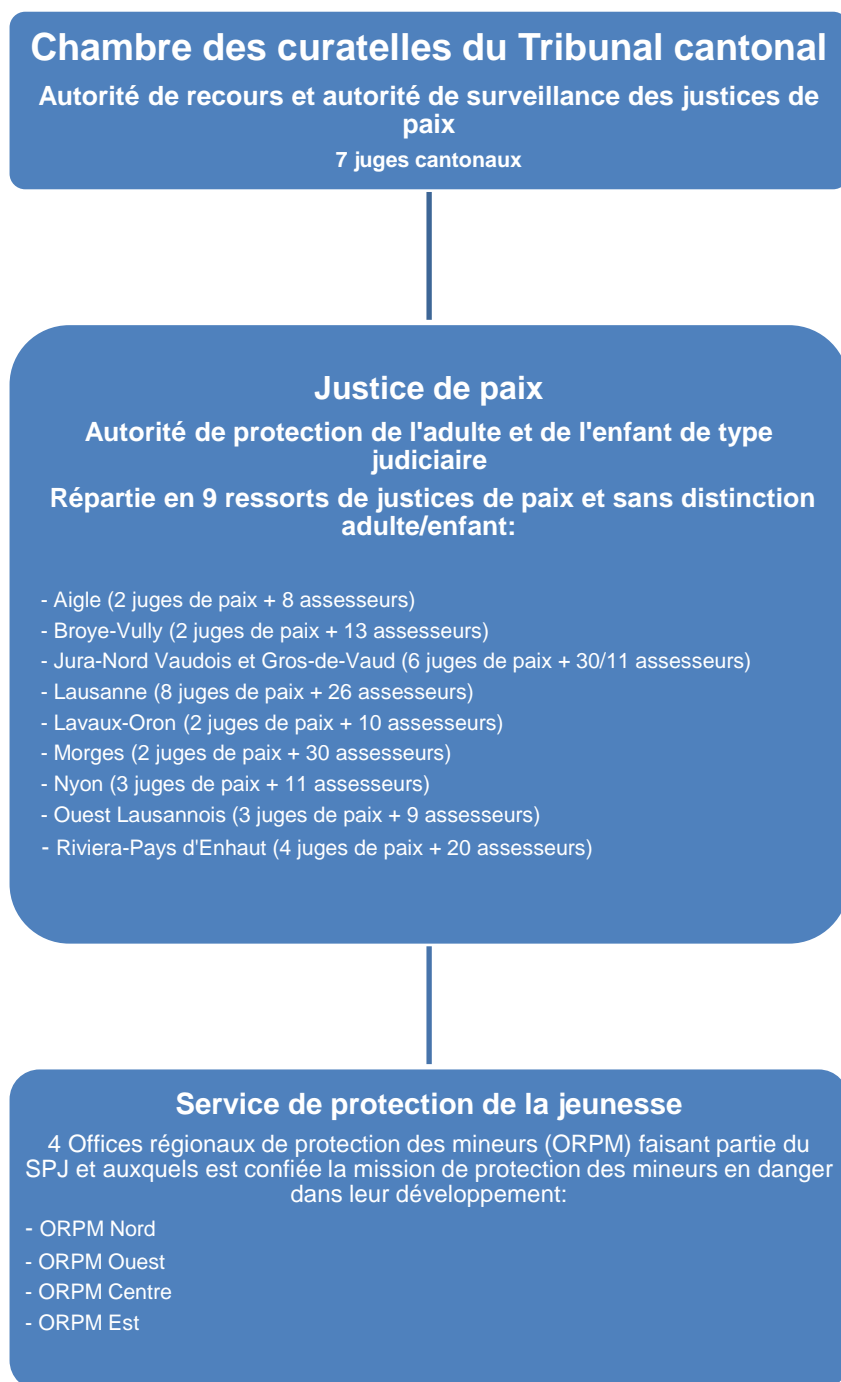 Chambre des curatelles du Tribunal cantonal
Autorité de recours et autorité de surveillance des justices de
paix
7 juges cantonaux
Justice de paix
Autorité de protection de l'adulte et de l'enfant de type
judiciaire
Répartie en 9 ressorts de justices de paix et sans distinction
adulte/enfant:
- Aigle (2 juges de paix + 8 assesseurs)
- Broye-Vully (2 juges de paix + 13 assesseurs)
- Jura-Nord Vaudois et Gros-de-Vaud (6 juges de paix + 30/11 assesseurs)
- Lausanne (8 juges de paix + 26 assesseurs)
- Lavaux-Oron (2 juges de paix + 10 assesseurs)
- Morges (2 juges de paix + 30 assesseurs)
- Nyon (3 juges de paix + 11 assesseurs)
- Ouest Lausannois (3 juges de paix + 9 assesseurs)
- Riviera-Pays d'Enhaut (4 juges de paix + 20 assesseurs)
Service de protection de la jeunesse
4 Offices régionaux de protection des mineurs (ORPM) faisant partie du
SPJ et auxquels est confiée la mission de protection des mineurs en danger
dans leur développement:
- ORPM Nord
- ORPM Ouest
- ORPM Centre
- ORPM Est